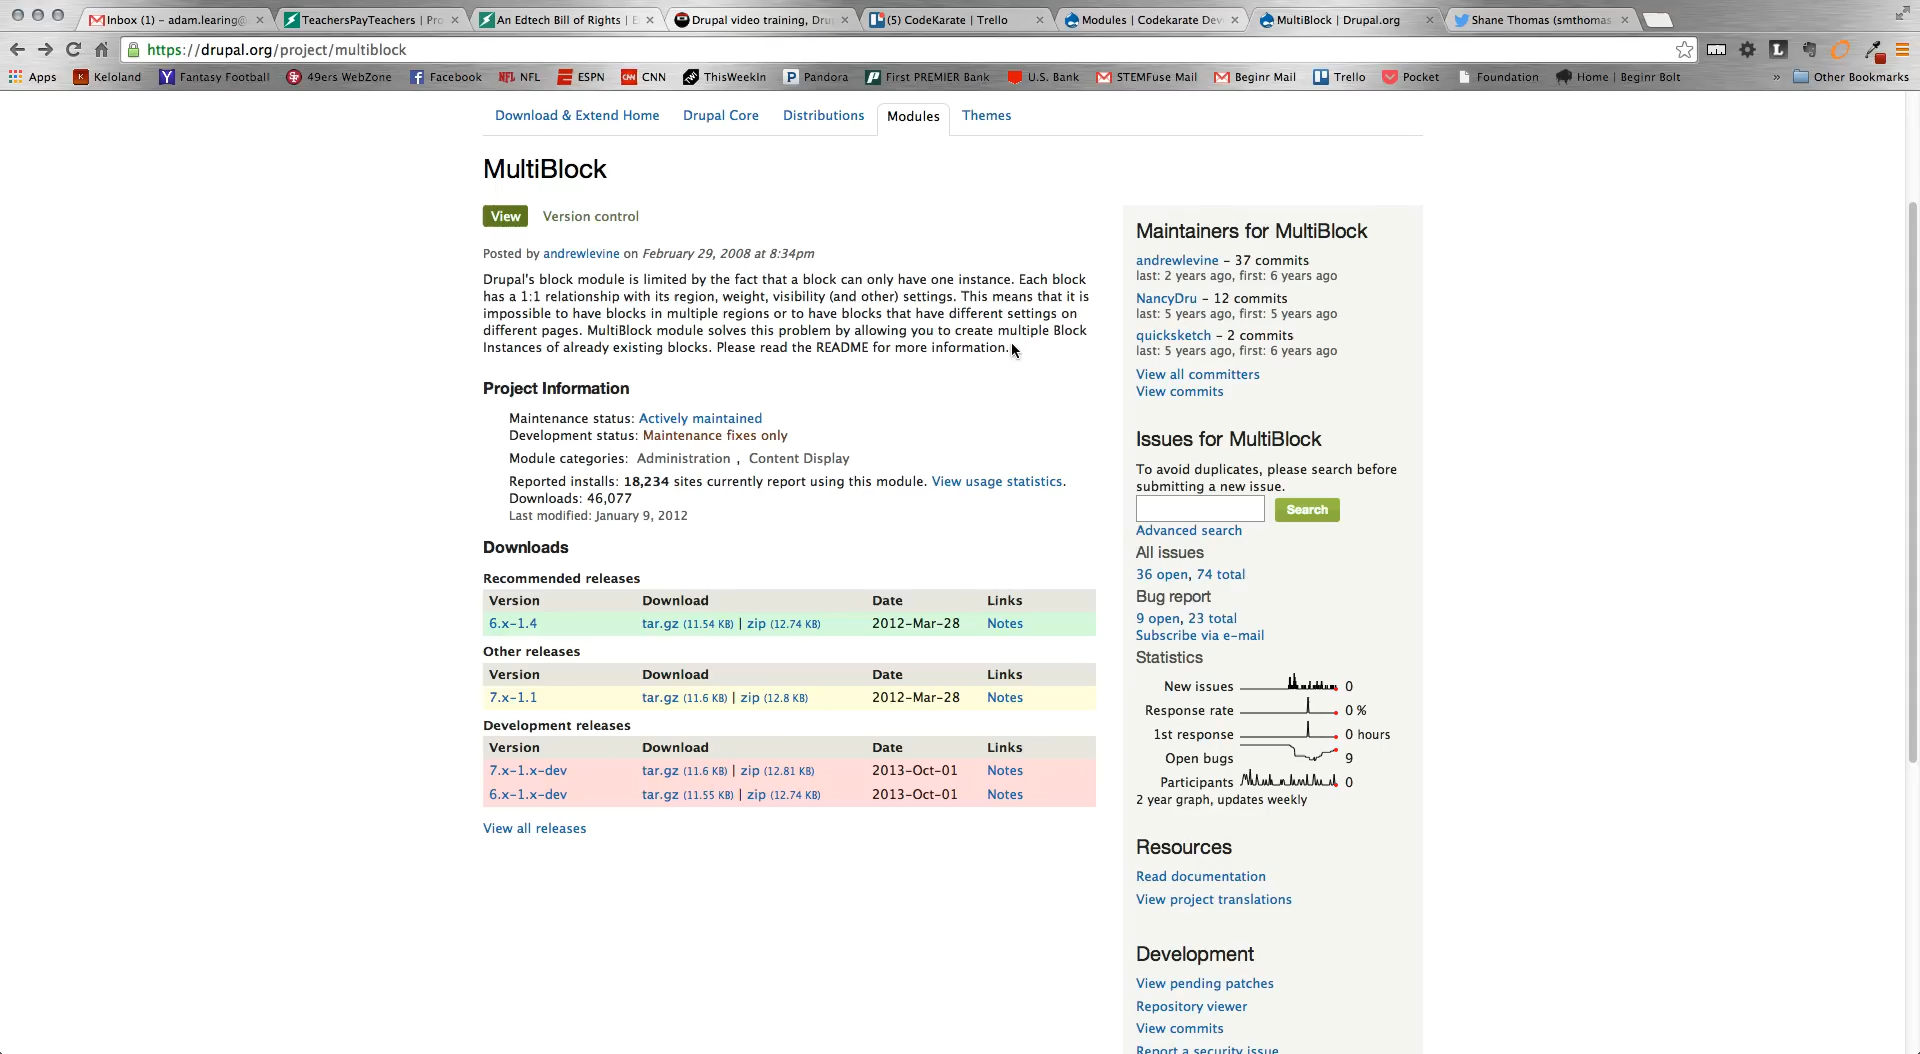 Inbox (1) - adam.learing@
TeachersPayTeachers | Pro
An Edtech Bill of Rights | E
Drupal video training, Dru
(5) CodeKarate | Trello
Modules | Codekarate Dev
MultiBlock | Drupal.org
Shane Thomas (smthomas
https://drupal.org/project/multiblock
Apps
Keloland
Fantasy Football
49ers WebZone
Facebook
NFL
ESPN
CNN
ThisWeekIn
Pandora
First PREMIER Bank
U.S. Bank
STEMFuse Mail
Beginr Mail
Trello
Pocket
Foundation
Home | Beginr Bolt
»
Other Bookmarks
Download & Extend Home
Drupal Core
Distributions
Modules
Themes
MultiBlock
View
Version control
Posted by andrewlevine on February 29, 2008 at 8:34pm
Drupal's block module is limited by the fact that a block can only have one instance. Each block
has a 1:1 relationship with its region, weight, visibility (and other) settings. This means that it is
impossible to have blocks in multiple regions or to have blocks that have different settings on
different pages. MultiBlock module solves this problem by allowing you to create multiple Block
Instances of already existing blocks. Please read the README for more information.
Project Information
Maintenance status: Actively maintained
Development status: Maintenance fixes only
Module categories: Administration , Content Display
Reported installs: 18,234 sites currently report using this module. View usage statistics.
Downloads: 46,077
Last modified: January 9, 2012
Downloads
Recommended releases
Version Download Date Links
6.x-1.4 tar.gz (11.54 KB) | zip (12.74 KB) 2012-Mar-28 Notes
Other releases
Version Download Date Links
7.x-1.1 tar.gz (11.6 KB) | zip (12.8 KB) 2012-Mar-28 Notes
Development releases
Version Download Date Links
7.x-1.x-dev tar.gz (11.6 KB) | zip (12.81 KB) 2013-Oct-01 Notes
6.x-1.x-dev tar.gz (11.55 KB) | zip (12.74 KB) 2013-Oct-01 Notes
View all releases
Maintainers for MultiBlock
andrewlevine – 37 commits
last: 2 years ago, first: 6 years ago
NancyDru – 12 commits
last: 5 years ago, first: 5 years ago
quicksketch – 2 commits
last: 5 years ago, first: 6 years ago
View all committers
View commits
Issues for MultiBlock
To avoid duplicates, please search before
submitting a new issue.
Search
Advanced search
All issues
36 open, 74 total
Bug report
9 open, 23 total
Subscribe via e-mail
Statistics
New issues 0
Response rate 0 %
1st response 0 hours
Open bugs 9
Participants 0
2 year graph, updates weekly
Resources
Read documentation
View project translations
Development
View pending patches
Repository viewer
View commits
Report a security issue